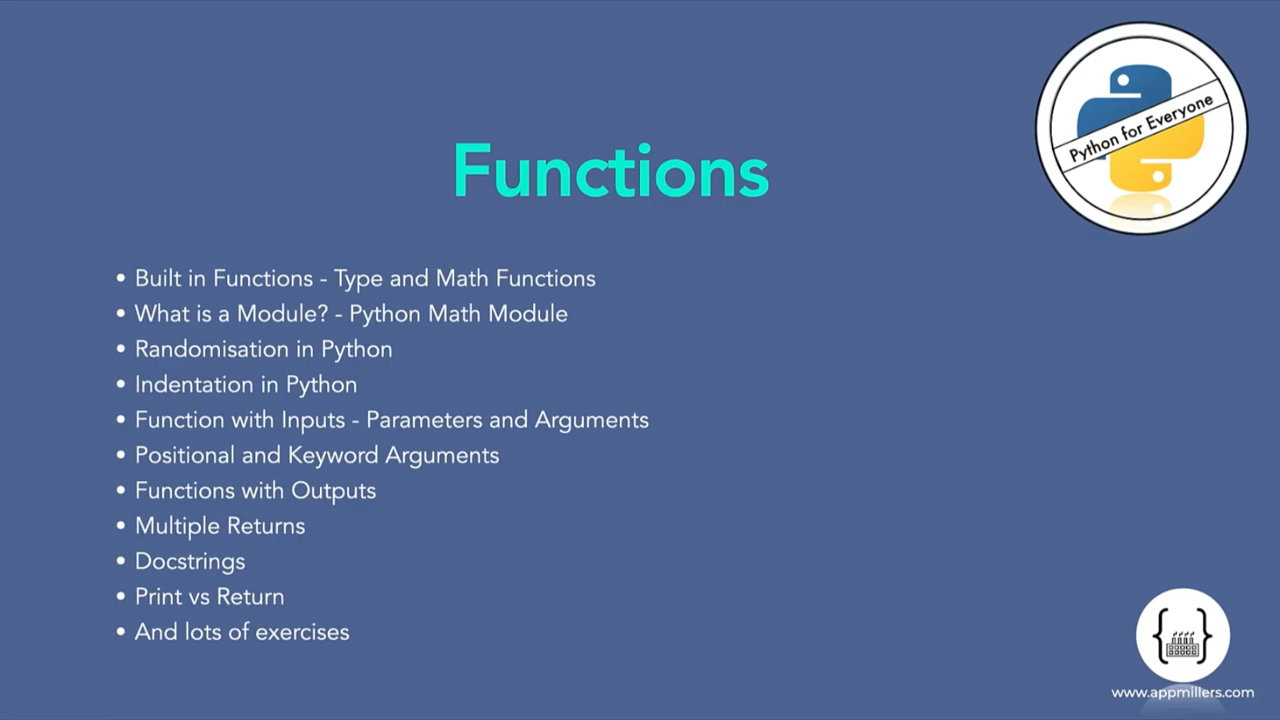 Python for Everyone
Functions
• Built in Functions - Type and Math Functions
• What is a Module? - Python Math Module
• Randomisation in Python
• Indentation in Python
• Function with Inputs - Parameters and Arguments
• Positional and Keyword Arguments
• Functions with Outputs
• Multiple Returns
• Docstrings
• Print vs Return
• And lots of exercises
{ }
www.appmillers.com